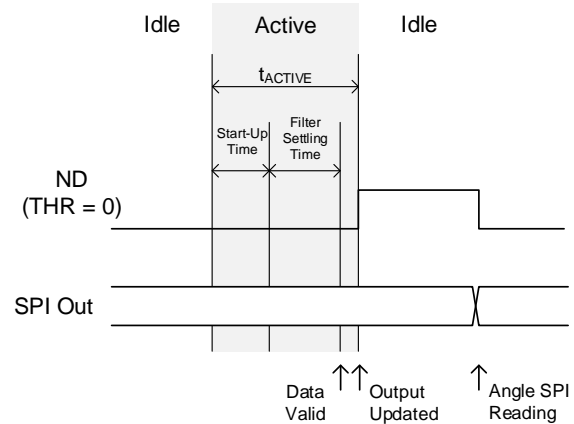 Idle Active Idle
tACTIVE
Start-Up
Time
Filter
Settling
Time
ND
(THR = 0)
SPI Out
Data
Valid
Output
Updated
Angle SPI
Reading